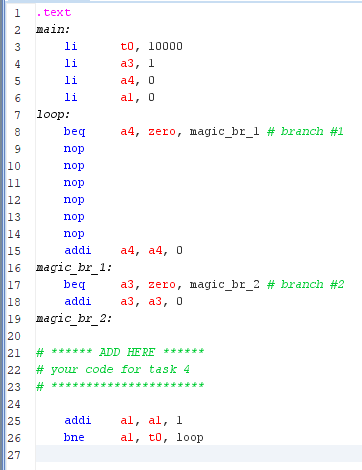 1 .text
2 main:
3 li t0, 10000
4 li a3, 1
5 li a4, 0
6 li a1, 0
7 loop:
8 beq a4, zero, magic_br_1 # branch #1
9 nop
10 nop
11 nop
12 nop
13 nop
14 nop
15 addi a4, a4, 0
16 magic_br_1:
17 beq a3, zero, magic_br_2 # branch #2
18 addi a3, a3, 0
19 magic_br_2:
20
21 # ****** ADD HERE ******
22 # your code for task 4
23 # **********************
24
25 addi a1, a1, 1
26 bne a1, t0, loop
27